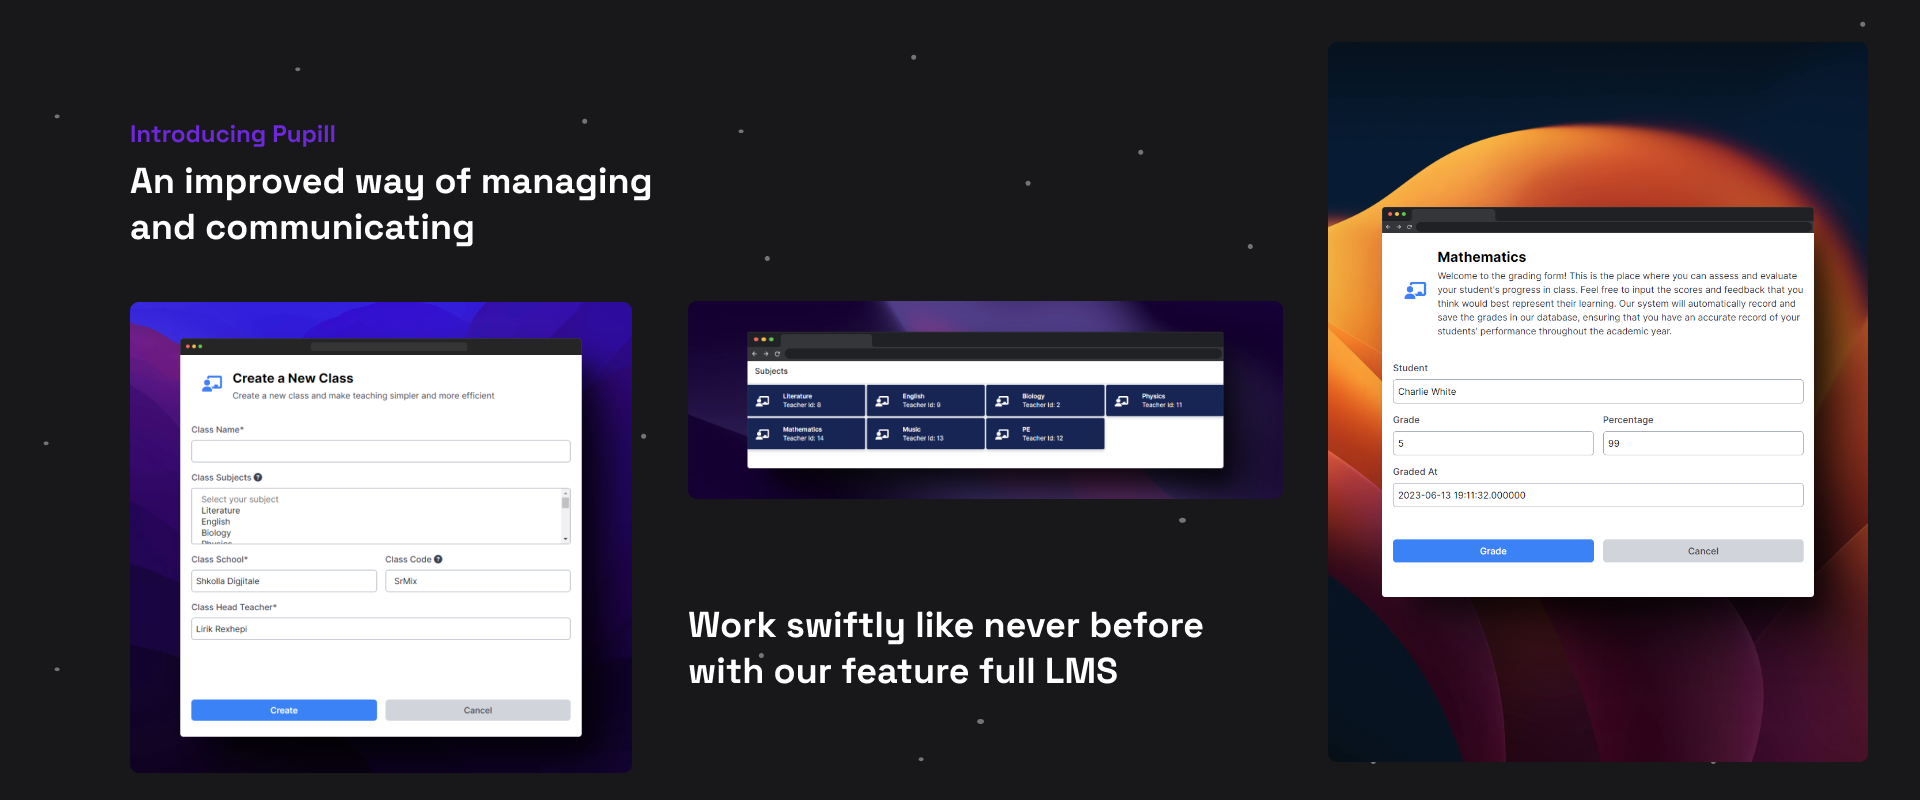 Introducing Pupill
An improved way of managing
and communicating
Create a New Class
Create a new class and make teaching simpier and more efficient
Class Name*
Class Subjects ?
Select your subject
Literature
English
Biology
Physics
Class School*
Class Code ?
Shkolla Digjitale
SrMix
Class Head Teacher*
Lirik Rexhepi
Create
Cancel
Subjects
Literature
Teacher Id: 8
English
Teacher Id: 9
Biology
Teacher Id: 2
Physics
Teacher Id: 11
Mathematics
Teacher Id: 14
Music
Teacher Id: 13
PE
Teacher Id: 12
Work swiftly like never before
with our feature full LMS
Mathematics
Welcome to the grading form! This is the place where you can assess and evaluate
your student's progress in class. Feel free to input the scores and feedback that you
think would best represent their learning. Our system will automatically record and
save the grades in our database, ensuring that you have an accurate record of your
students' performance throughout the academic year.
Student
Charlie White
Grade
Percentage
5
99
Graded At
2023-06-13 19:11:32.000000
Grade
Cancel